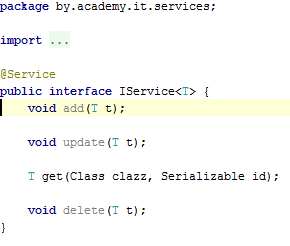 package by.academy.it.services;
import ...
@Service
public interface IService<T> {
void add(T t);
void update(T t);
T get(Class clazz, Serializable id);
void delete(T t);
}